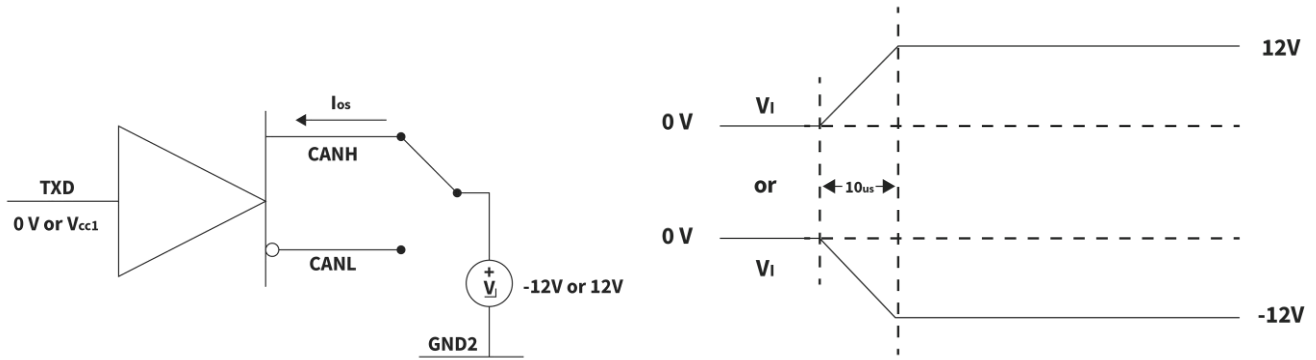 Ios
CANH
TXD
0 V or Vcc1
CANL
+
VI
-12V or 12V
GND2
12V
VI
0 V
or
10us
0 V
VI
-12V